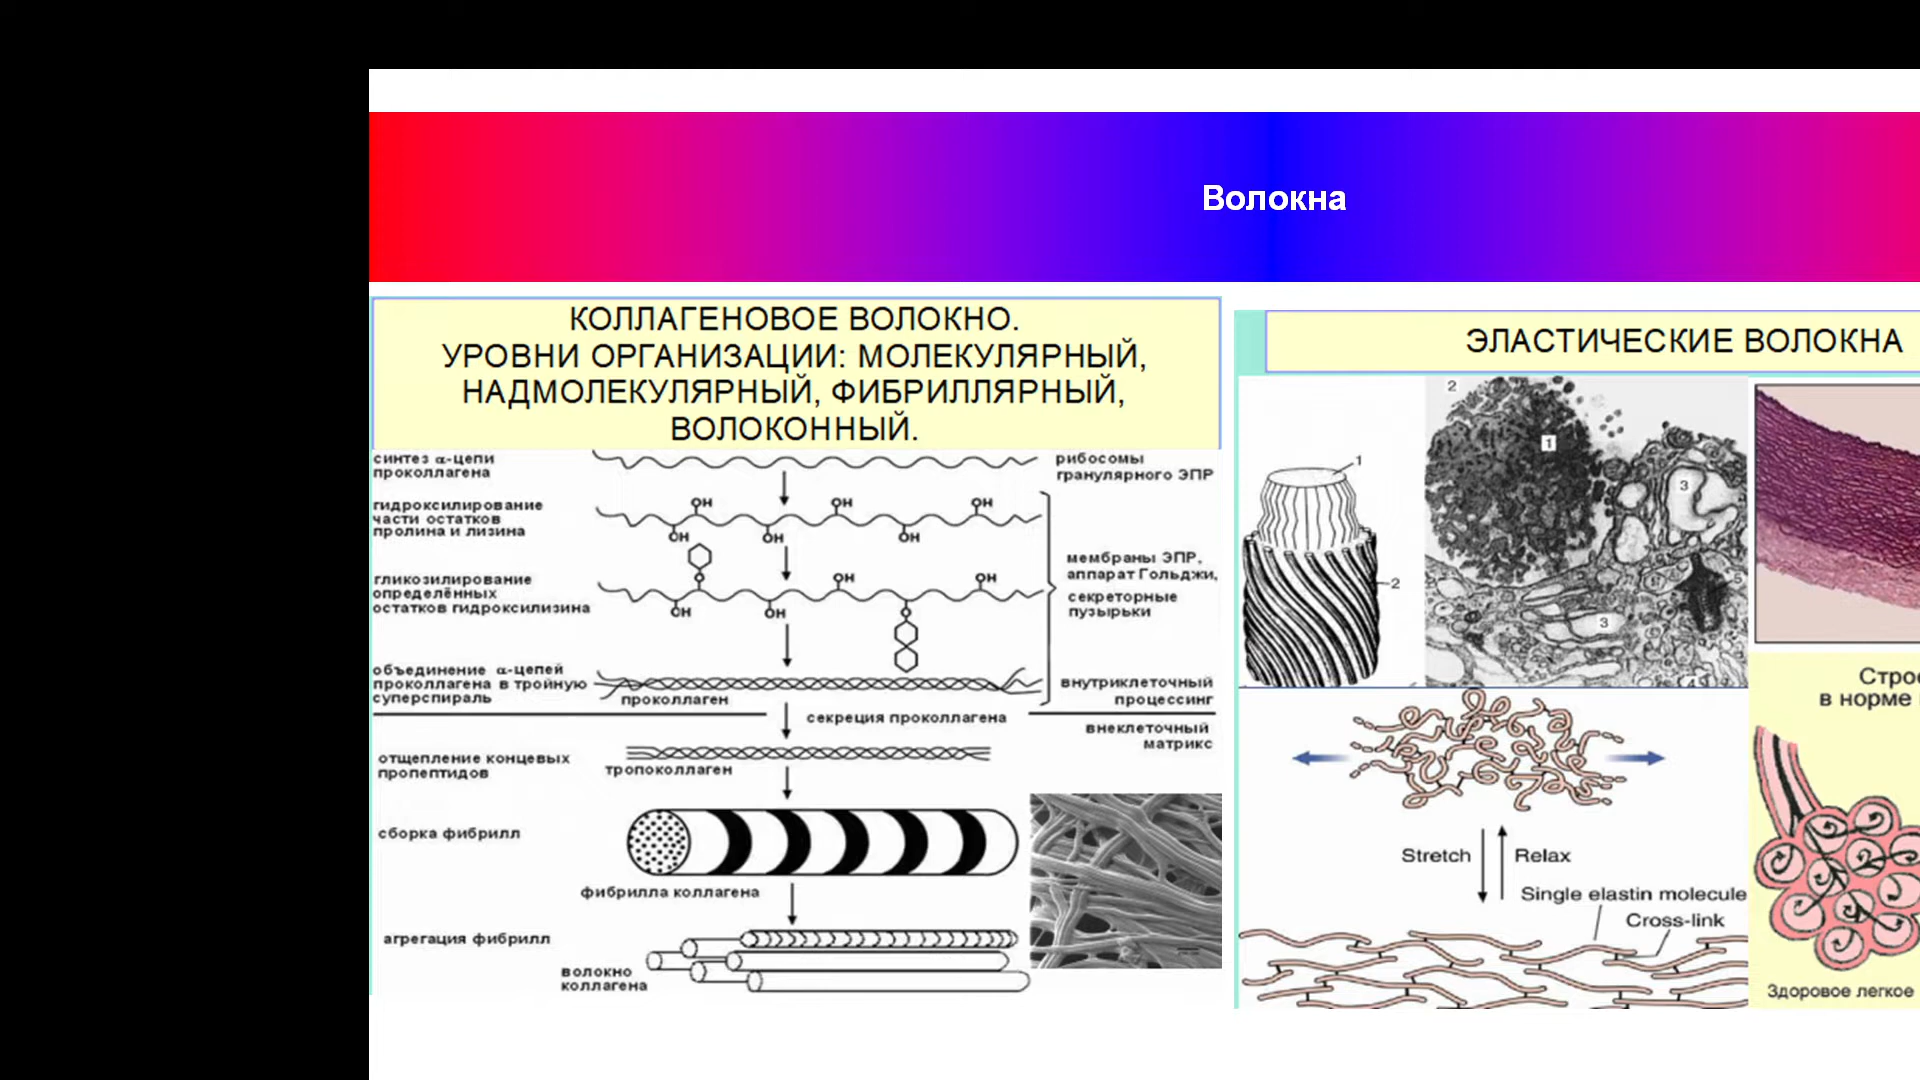 Волокна
КОЛЛАГЕНОВОЕ ВОЛОКНО.
УРОВНИ ОРГАНИЗАЦИИ: МОЛЕКУЛЯРНЫЙ,
НАДМОЛЕКУЛЯРНЫЙ, ФИБРИЛЛЯРНЫЙ,
ВОЛОКОННЫЙ.
синтез α-цепи
проколлагена
рибосомы
гранулярного ЭПР
гидроксилирование
части остатков
пролина и лизина
OH
OH
OH
OH
OH
OH
мембраны ЭПР,
аппарат Гольджи,
секреторные
пузырьки
гликозилирование
определённых
остатков гидроксилизина
O
OH
OH
OH
OH
O
объединение α-цепей
проколлагена в тройную
суперспираль
проколлаген
внутриклеточный
процессинг
секреция проколлагена
внеклеточный
матрикс
отщепление концевых
пропептидов
тропоколлаген
сборка фибрилл
фибрилла коллагена
агрегация фибрилл
волокно
коллагена
ЭЛАСТИЧЕСКИЕ ВОЛОКНА
1
2
2
1
3
3
5
4
Stretch
Relax
Single elastin molecule
Cross-link
Стро
в норме
Здоровое легкое